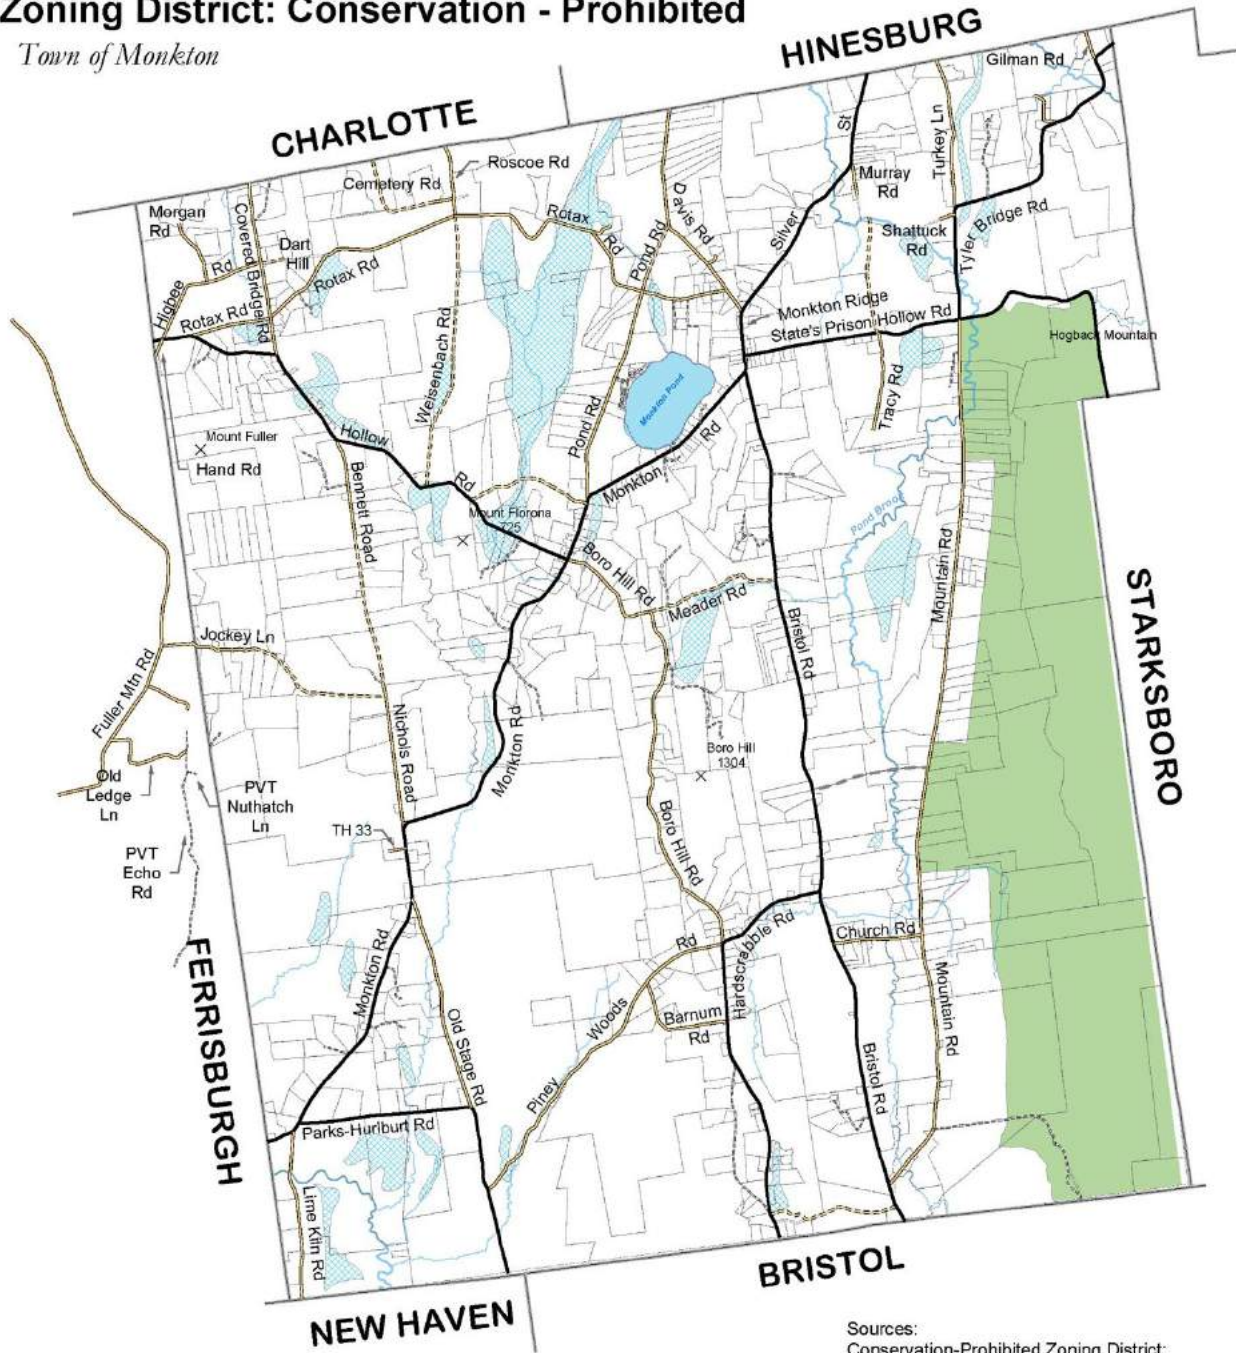 Zoning District: Conservation - Prohibited
Town of Monkton
HINESBURG
Gilman Rd
CHARLOTTE
St
Turkey Ln
Roscoe Rd
Cemetery Rd
Murray
Rd
Morgan
Rd
Covered Bridge Rd
Dart
Hill
Rotax
Rd
Davis Rd
Pond Rd
Silver
Shattuck
Rd
Tyler Bridge Rd
Higbee
Rd
Rotax Rd
Rotax Rd
Monkton Ridge
State's Prison Hollow Rd
Hogback Mountain
Weisenbach Rd
Monkton Pond
Tracy Rd
Mount Fuller
Hand Rd
Hollow
Rd
Pond Rd
Monkton
Rd
Bennett Road
Mount Florona
725
Pond Brook
Boro Hill Rd
Meader Rd
Mountain Rd
STARKSBORO
Jockey Ln
Bristol Rd
Fuller Mtn Rd
Nichols Road
Monkton Rd
Boro Hill
1304
Old
Ledge
Ln
PVT
Nuthatch
Ln
TH 33
PVT
Echo
Rd
Boro Hill Rd
FERRISBURGH
Monkton Rd
Rd
Hardscrabble Rd
Church Rd
Mountain Rd
Woods
Barnum
Rd
Old Stage Rd
Piney
Bristol Rd
Parks-Hurlburt Rd
Lime Kiln Rd
BRISTOL
NEW HAVEN
Sources:
Conservation-Prohibited Zoning District: